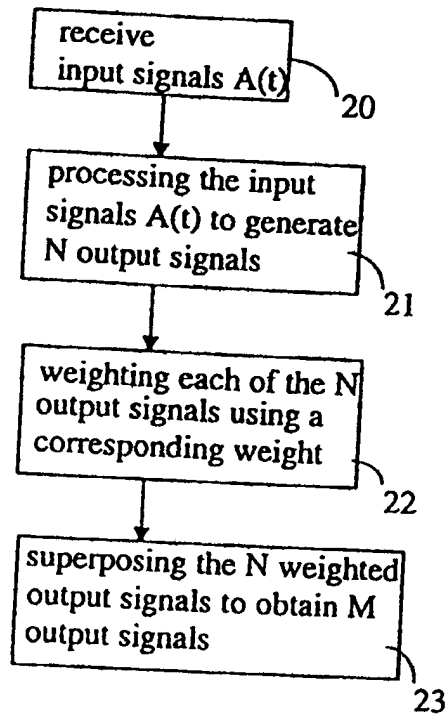 receive
input signals A(t)
20
processing the input
signals A(t) to generate
N output signals
21
weighting each of the N
output signals using a
corresponding weight
22
superposing the N weighted
output signals to obtain M
output signals
23